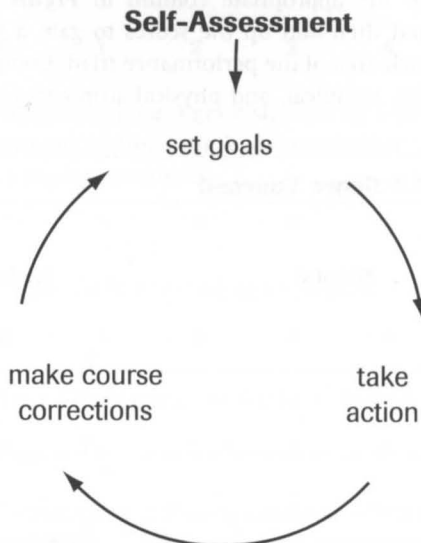 Self-Assessment
set goals
make course
corrections
take
action